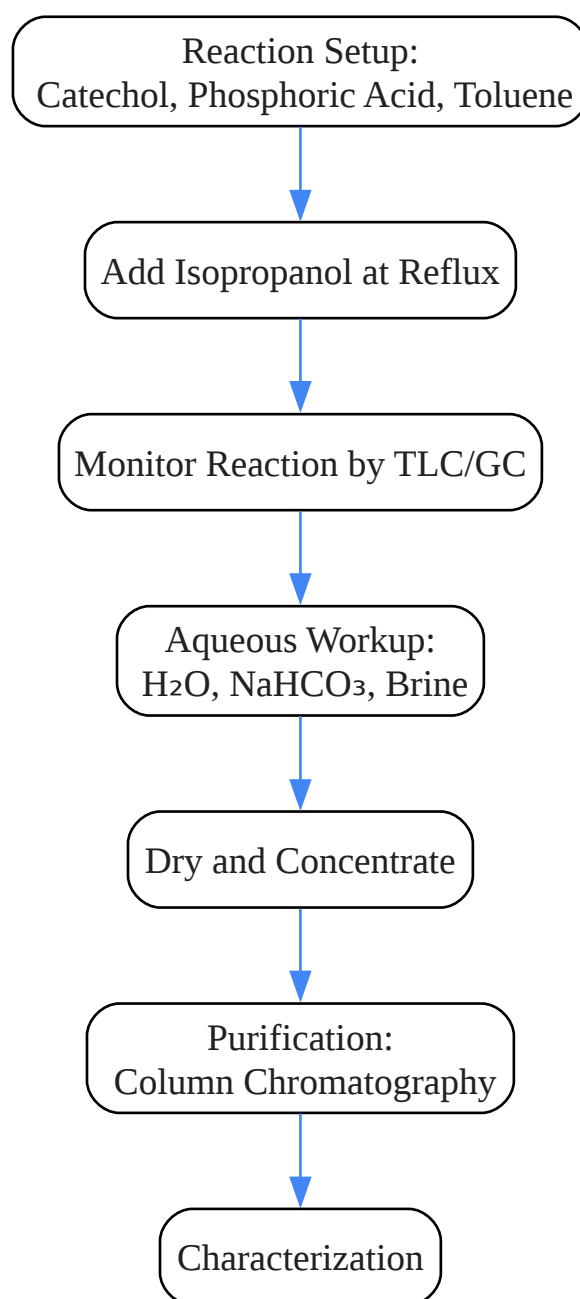 Reaction Setup:
Catechol, Phosphoric Acid, Toluene
Add Isopropanol at Reflux
Monitor Reaction by TLC/GC
Aqueous Workup:
H₂O, NaHCO₃, Brine
Dry and Concentrate
Purification:
Column Chromatography
Characterization